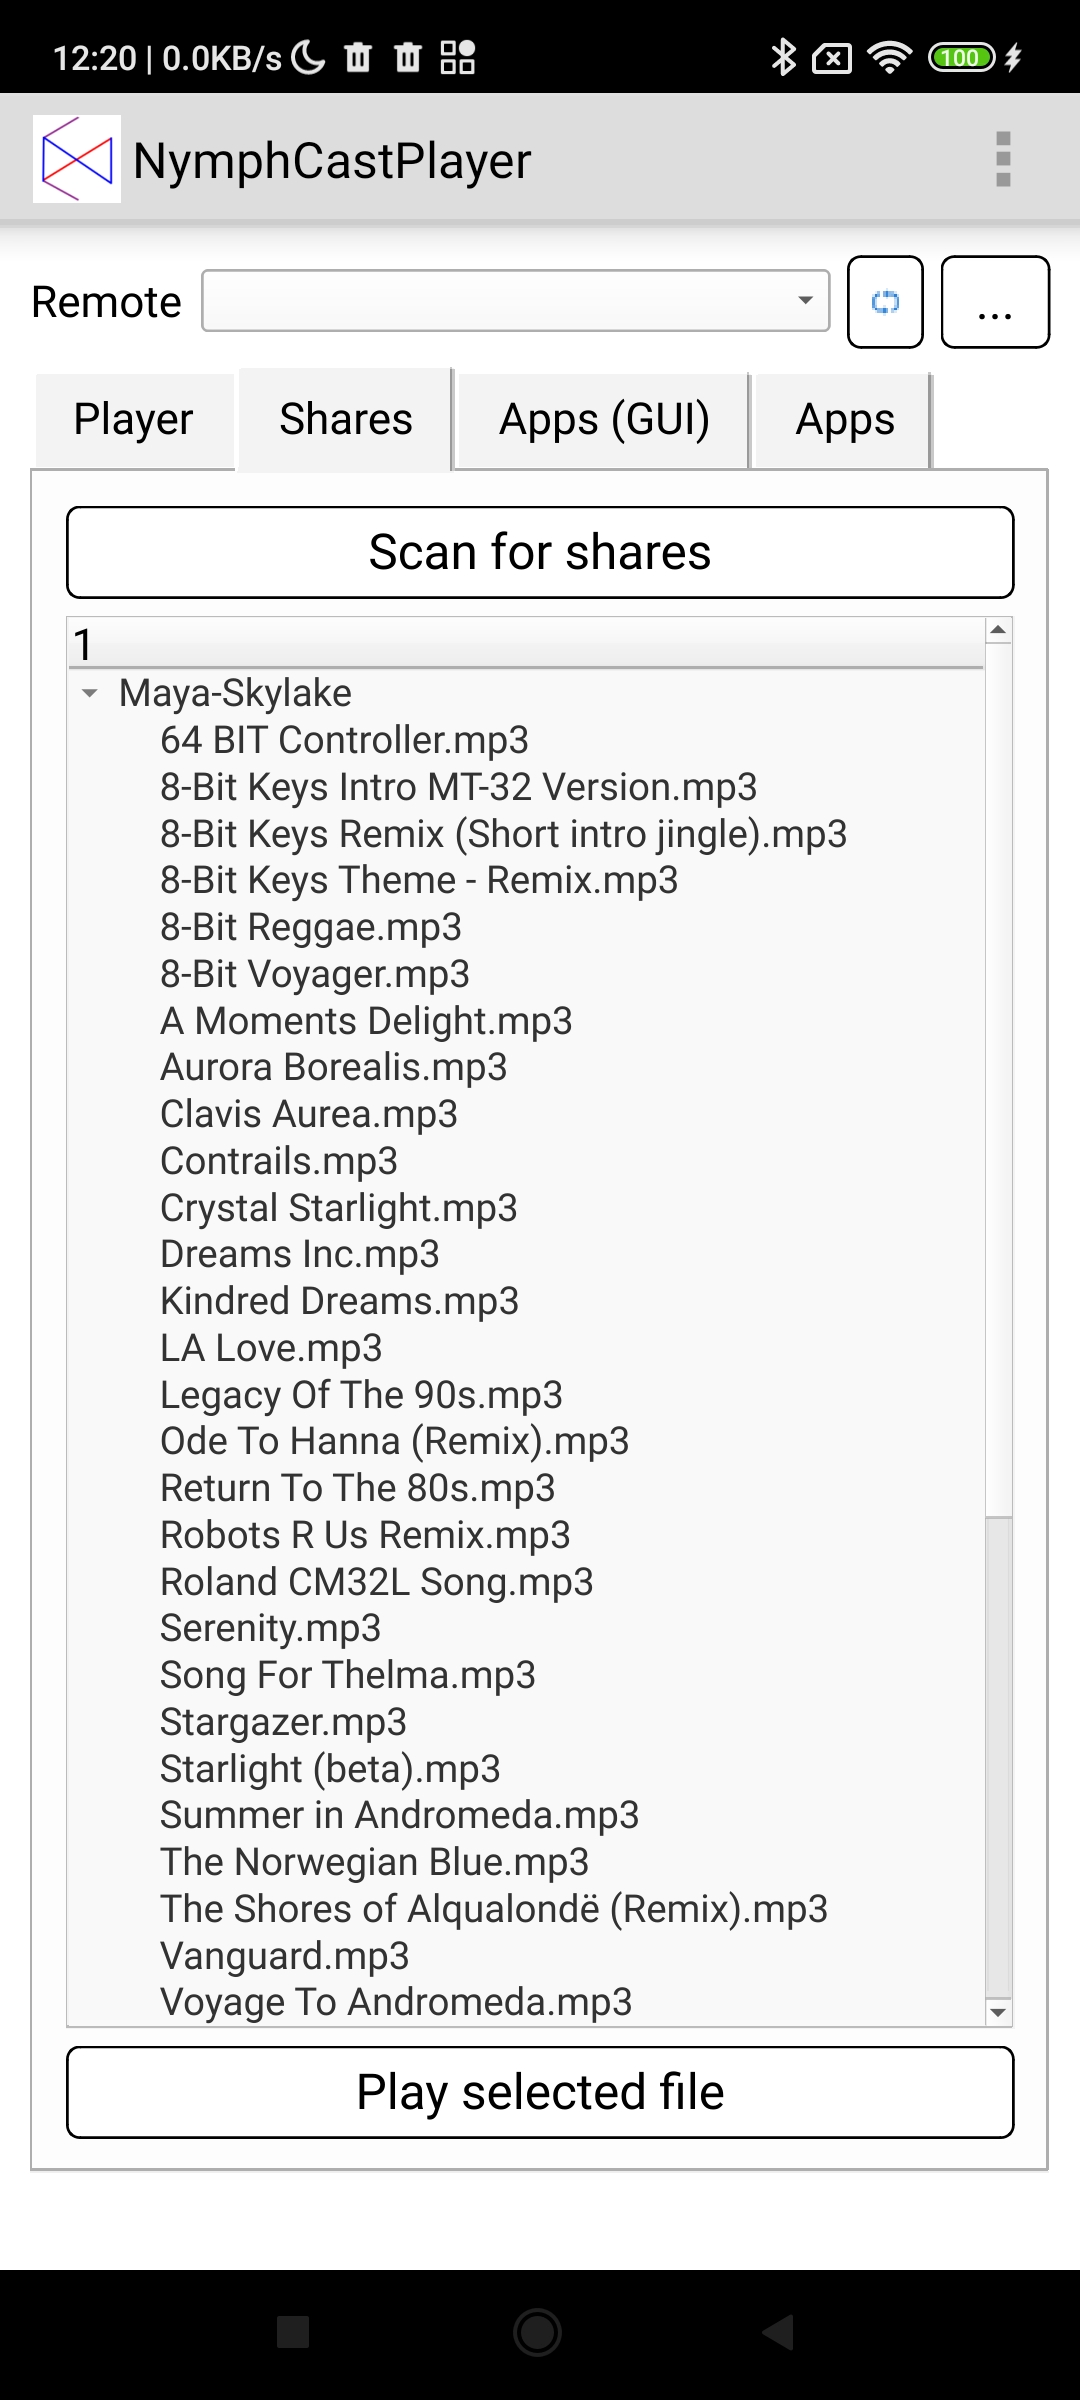 12:20 | 0.0KB/s
100
NymphCastPlayer
Remote
...
Player Shares Apps (GUI) Apps
Scan for shares
1
Maya-Skylake
64 BIT Controller.mp3
8-Bit Keys Intro MT-32 Version.mp3
8-Bit Keys Remix (Short intro jingle).mp3
8-Bit Keys Theme - Remix.mp3
8-Bit Reggae.mp3
8-Bit Voyager.mp3
A Moments Delight.mp3
Aurora Borealis.mp3
Clavis Aurea.mp3
Contrails.mp3
Crystal Starlight.mp3
Dreams Inc.mp3
Kindred Dreams.mp3
LA Love.mp3
Legacy Of The 90s.mp3
Ode To Hanna (Remix).mp3
Return To The 80s.mp3
Robots R Us Remix.mp3
Roland CM32L Song.mp3
Serenity.mp3
Song For Thelma.mp3
Stargazer.mp3
Starlight (beta).mp3
Summer in Andromeda.mp3
The Norwegian Blue.mp3
The Shores of Alqualondë (Remix).mp3
Vanguard.mp3
Voyage To Andromeda.mp3
Play selected file